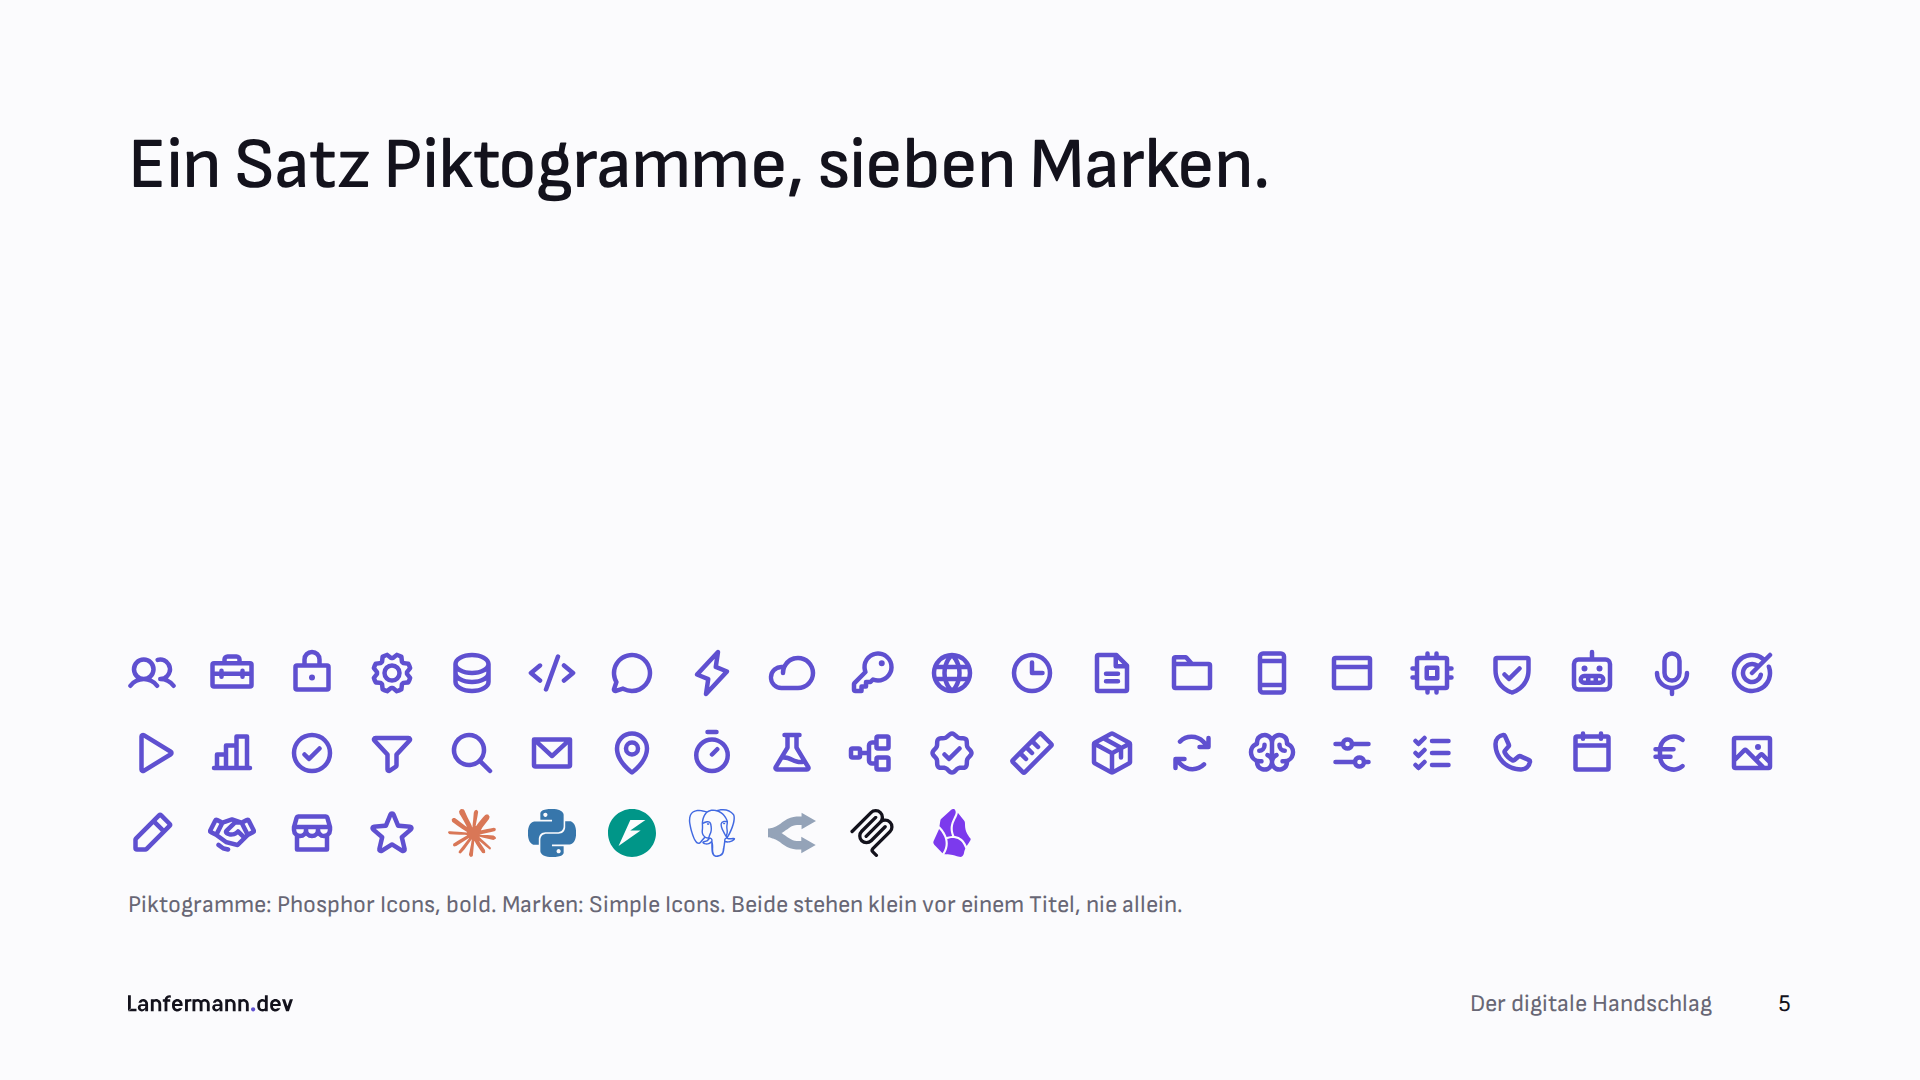 Ein Satz Piktogramme, sieben Marken.
Piktogramme: Phosphor Icons, bold. Marken: Simple Icons. Beide stehen klein vor einem Titel, nie allein.
Lanfermann.dev
Der digitale Handschlag 5